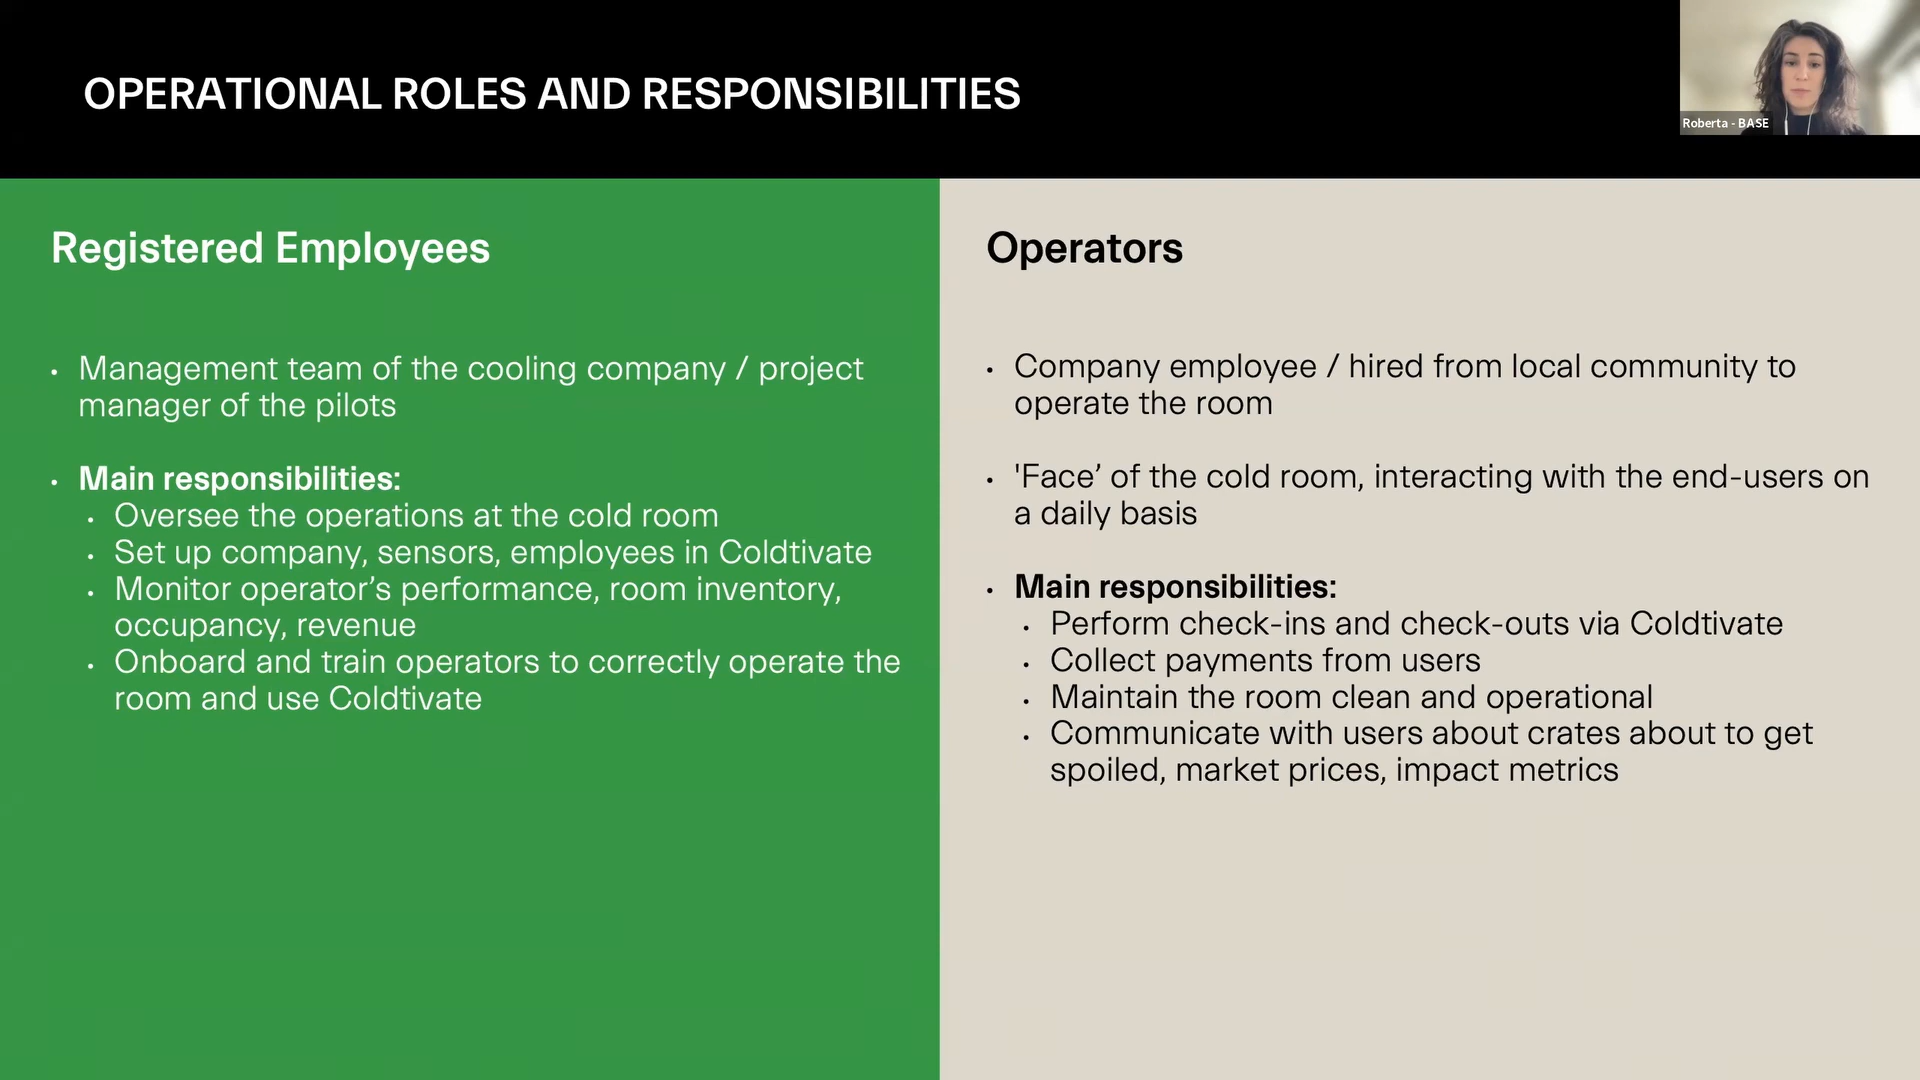 OPERATIONAL ROLES AND RESPONSIBILITIES
Roberta - BASE
Registered Employees
• Management team of the cooling company / project
manager of the pilots
• Main responsibilities:
• Oversee the operations at the cold room
• Set up company, sensors, employees in Coldtivate
• Monitor operator’s performance, room inventory,
occupancy, revenue
• Onboard and train operators to correctly operate the
room and use Coldtivate
Operators
• Company employee / hired from local community to
operate the room
• 'Face’ of the cold room, interacting with the end-users on
a daily basis
• Main responsibilities:
• Perform check-ins and check-outs via Coldtivate
• Collect payments from users
• Maintain the room clean and operational
• Communicate with users about crates about to get
spoiled, market prices, impact metrics